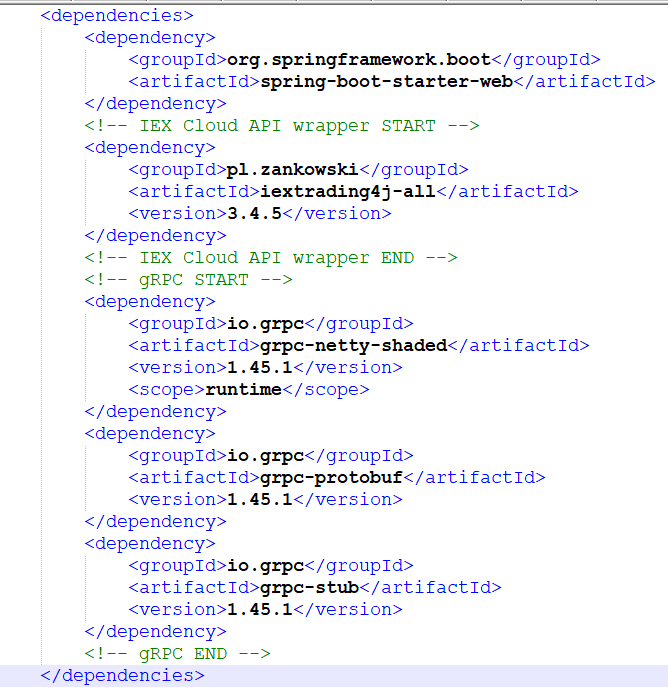 <dependencies>
<dependency>
<groupId>org.springframework.boot</groupId>
<artifactId>spring-boot-starter-web</artifactId>
</dependency>
<!-- IEX Cloud API wrapper START -->
<dependency>
<groupId>pl.zankowski</groupId>
<artifactId>iextrading4j-all</artifactId>
<version>3.4.5</version>
</dependency>
<!-- IEX Cloud API wrapper END -->
<!-- gRPC START -->
<dependency>
<groupId>io.grpc</groupId>
<artifactId>grpc-netty-shaded</artifactId>
<version>1.45.1</version>
<scope>runtime</scope>
</dependency>
<dependency>
<groupId>io.grpc</groupId>
<artifactId>grpc-protobuf</artifactId>
<version>1.45.1</version>
</dependency>
<dependency>
<groupId>io.grpc</groupId>
<artifactId>grpc-stub</artifactId>
<version>1.45.1</version>
</dependency>
<!-- gRPC END -->
</dependencies>